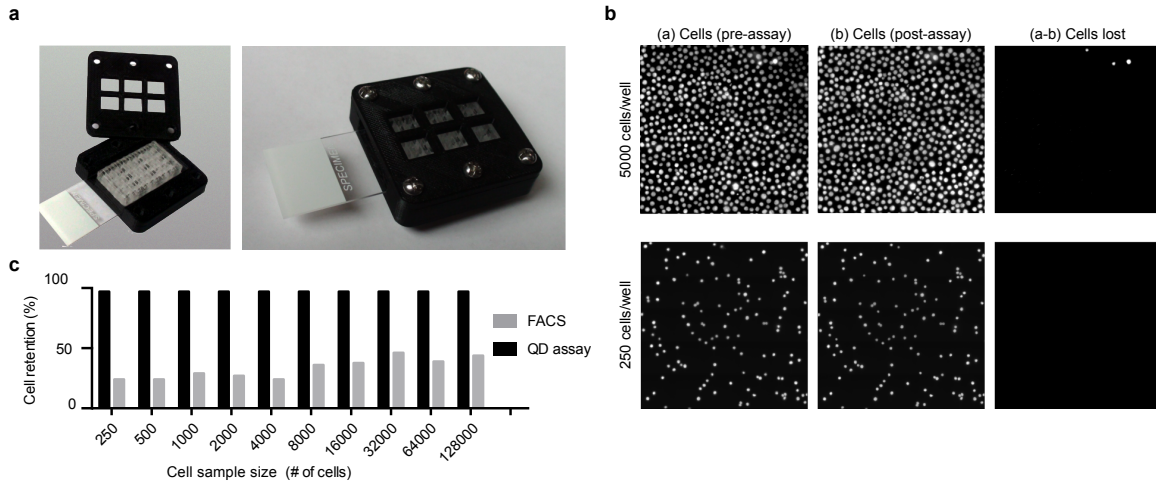 a
SPECIME
b
(a) Cells (pre-assay)
(b) Cells (post-assay)
(a-b) Cells lost
5000 cells/well
250 cells/well
c
Cell retention (%)
100
50
0
FACS
QD assay
250
500
1000
2000
4000
8000
16000
32000
64000
128000
Cell sample size (# of cells)